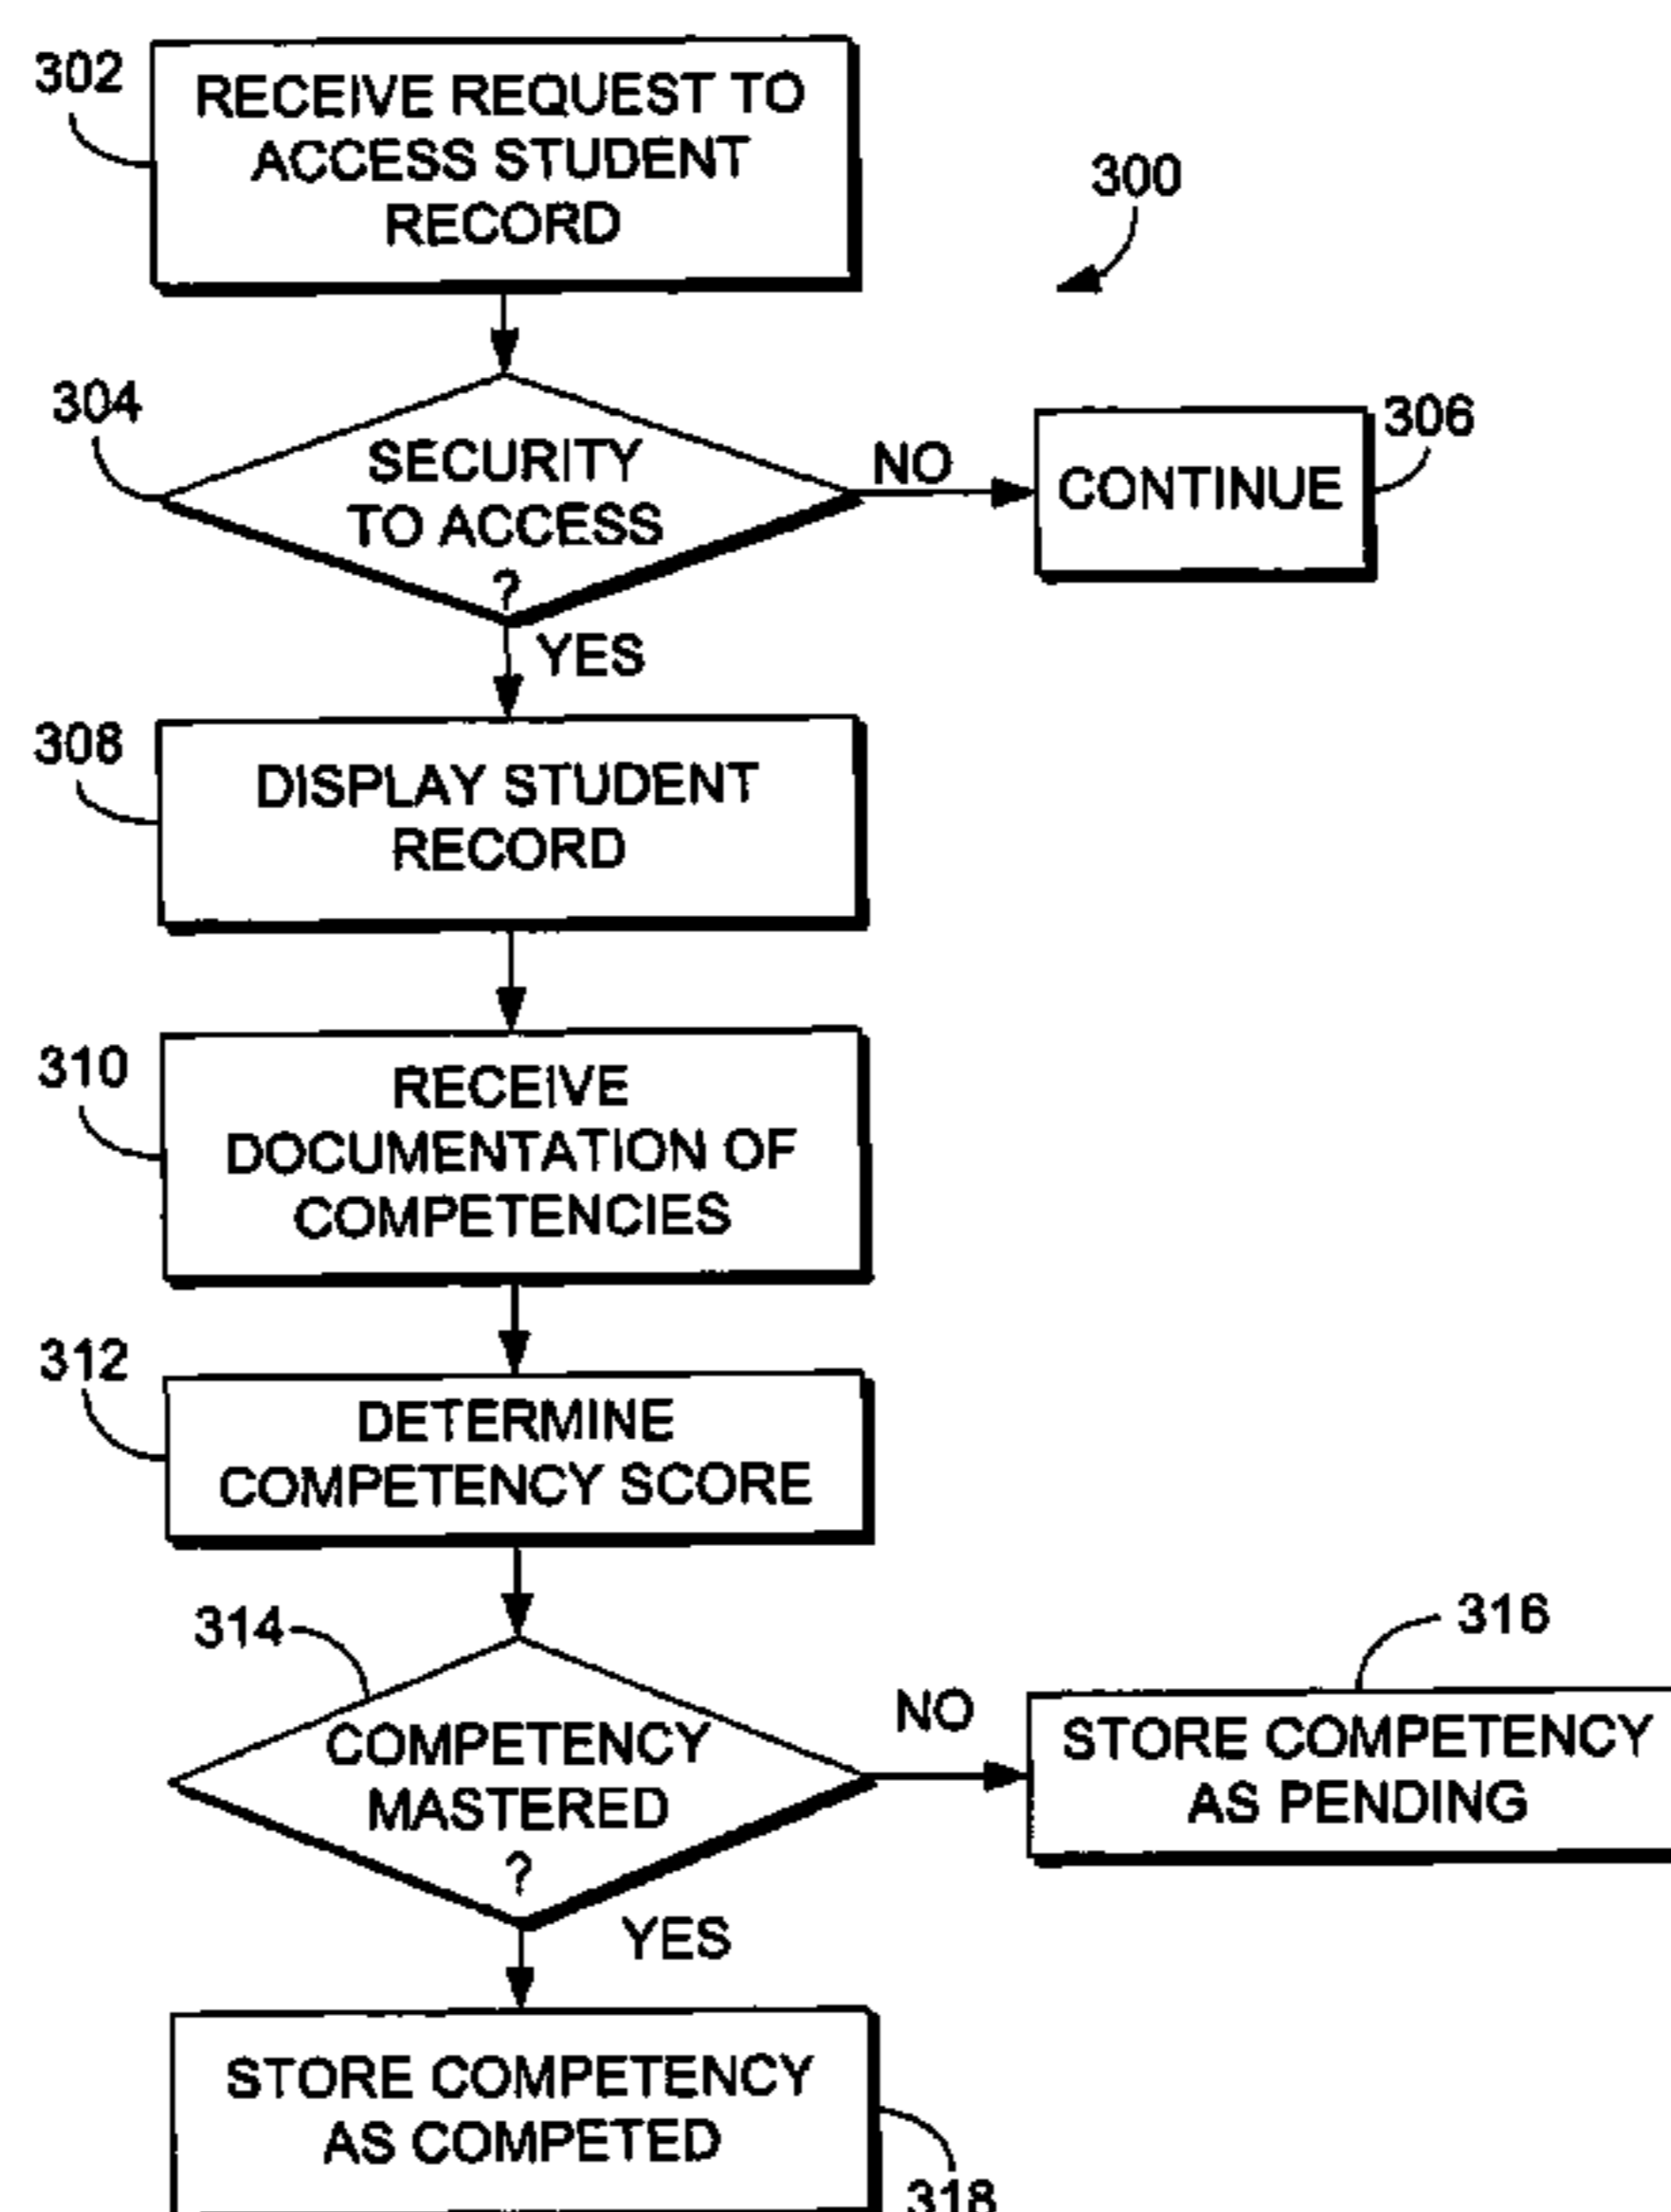 302
RECEIVE REQUEST TO
ACCESS STUDENT
RECORD
300
304
SECURITY
TO ACCESS
?
NO
CONTINUE
306
YES
308
DISPLAY STUDENT
RECORD
310
RECEIVE
DOCUMENTATION OF
COMPETENCIES
312
DETERMINE
COMPETENCY SCORE
314
COMPETENCY
MASTERED
?
NO
316
STORE COMPETENCY
AS PENDING
YES
STORE COMPETENCY
AS COMPETED
318